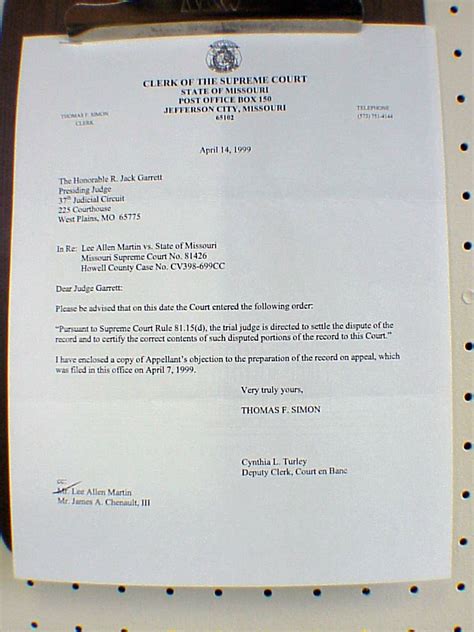 CLERK OF THE SUPREME COURT
STATE OF MISSOURI
POST OFFICE BOX 150
JEFFERSON CITY, MISSOURI
65102
THOMAS F. SIMON
CLERK
TELEPHONE
(573) 751-4144
April 14, 1999
The Honorable R. Jack Garrett
Presiding Judge
37th Judicial Circuit
225 Courthouse
West Plains, MO 65775
In Re: Lee Allen Martin vs. State of Missouri
Missouri Supreme Court No. 81426
Howell County Case No. CV398-699CC
Dear Judge Garrett:
Please be advised that on this date the Court entered the following order:
"Pursuant to Supreme Court Rule 81.15(d), the trial judge is directed to settle the dispute of the
record and to certify the correct contents of such disputed portions of the record to this Court."
I have enclosed a copy of Appellant's objection to the preparation of the record on appeal, which
was filed in this office on April 7, 1999.
Very truly yours,
THOMAS F. SIMON
Cynthia L. Turley
Deputy Clerk, Court en Banc
cc:
Mr. Lee Allen Martin
Mr. James A. Chenault, III